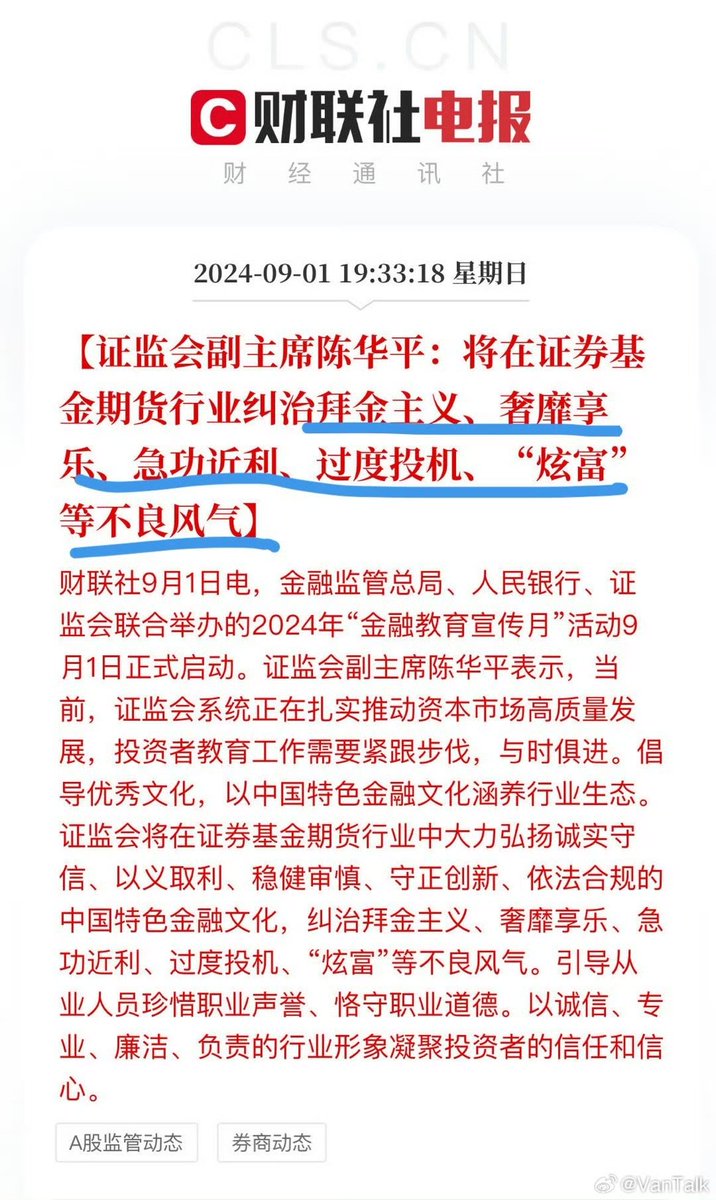 CLS.CN
C 财联社电报
财经通讯社
2024-09-01 19:33:18 星期日
【证监会副主席陈华平：将在证券基
金期货行业纠治拜金主义、奢靡享
乐、急功近利、过度投机、“炫富”
等不良风气】
财联社9月1日电，金融监管总局、人民银行、证
监会联合举办的2024年“金融教育宣传月”活动9
月1日正式启动。证监会副主席陈华平表示，当
前，证监会系统正在扎实推动资本市场高质量发
展，投资者教育工作需要紧跟步伐，与时俱进。倡
导优秀文化，以中国特色金融文化涵养行业生态。
证监会将在证券基金期货行业中大力弘扬诚实守
信、以义取利、稳健审慎、守正创新、依法合规的
中国特色金融文化，纠治拜金主义、奢靡享乐、急
功近利、过度投机、“炫富”等不良风气。引导从
业人员珍惜职业声誉、恪守职业道德。以诚信、专
业、廉洁、负责的行业形象凝聚投资者的信任和信
心。
A股监管动态 券商动态
@VanTalk